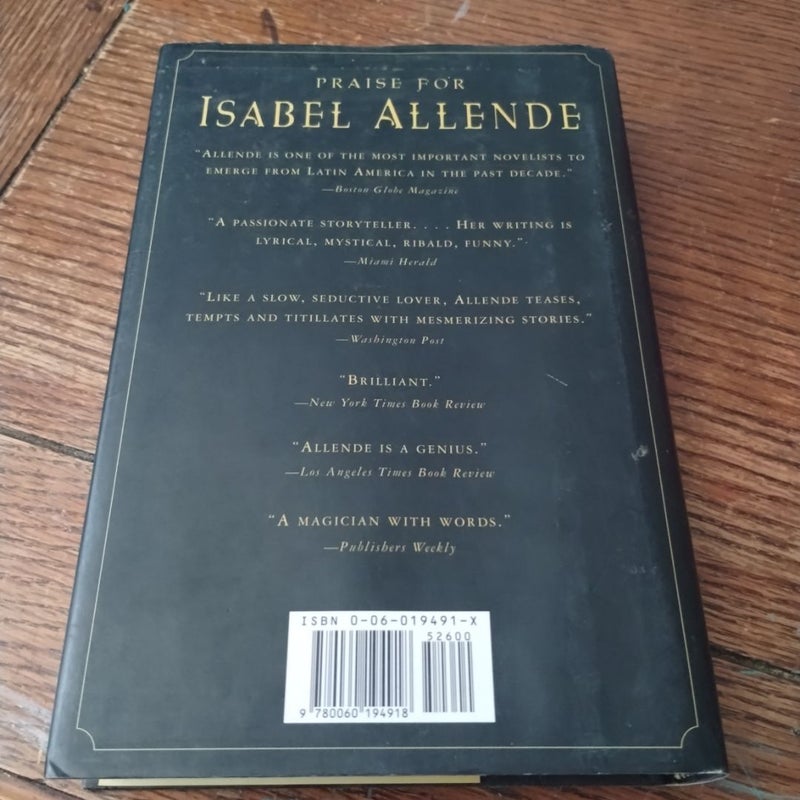 PRAISE FOR
ISABEL ALLENDE
"ALLENDE IS ONE OF THE MOST IMPORTANT NOVELISTS TO
EMERGE FROM LATIN AMERICA IN THE PAST DECADE."
—Boston Globe Magazine
"A PASSIONATE STORYTELLER. . . . HER WRITING IS
LYRICAL, MYSTICAL, RIBALD, FUNNY."
—Miami Herald
"LIKE A SLOW, SEDUCTIVE LOVER, ALLENDE TEASES,
TEMPTS AND TITILLATES WITH MESMERIZING STORIES."
—Washington Post
"BRILLIANT."
—New York Times Book Review
"ALLENDE IS A GENIUS."
—Los Angeles Times Book Review
"A MAGICIAN WITH WORDS."
—Publishers Weekly
ISBN 0-06-019491-X
52600
9 780060 194918